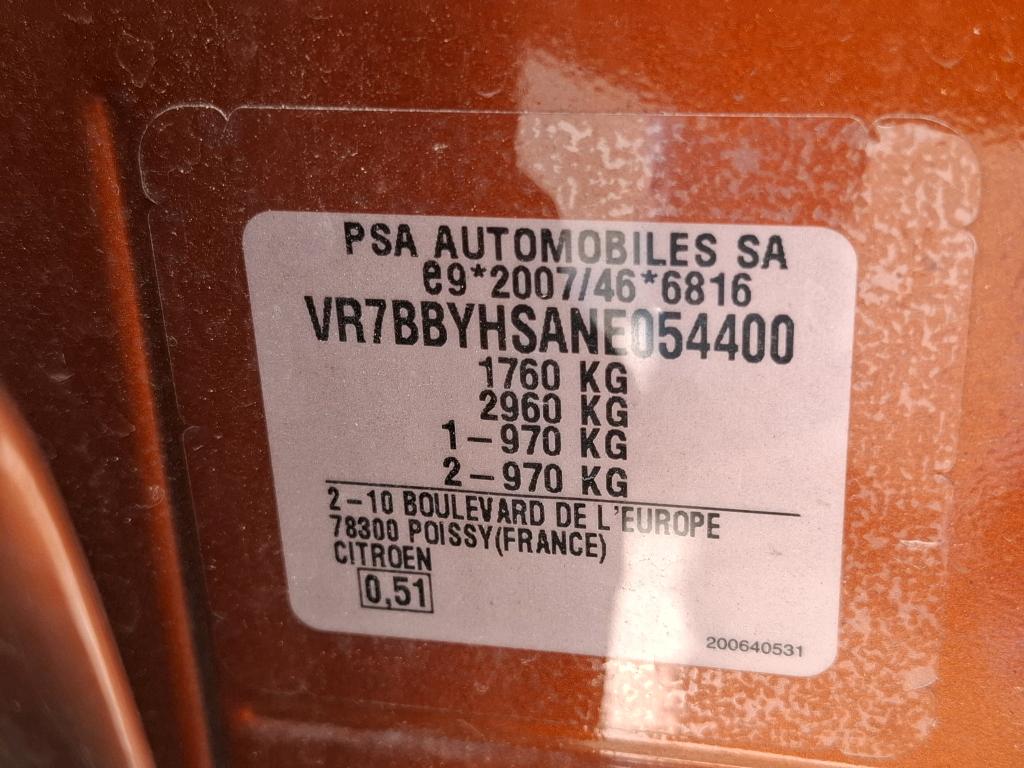 PSA AUTOMOBILES SA
e9*2007/46*6816
VR7BBYHSANE054400
1760 KG
2960 KG
1-970 KG
2-970 KG
2-10 BOULEVARD DE L'EUROPE
78300 POISSY(FRANCE)
CITROEN
0,51
200640531